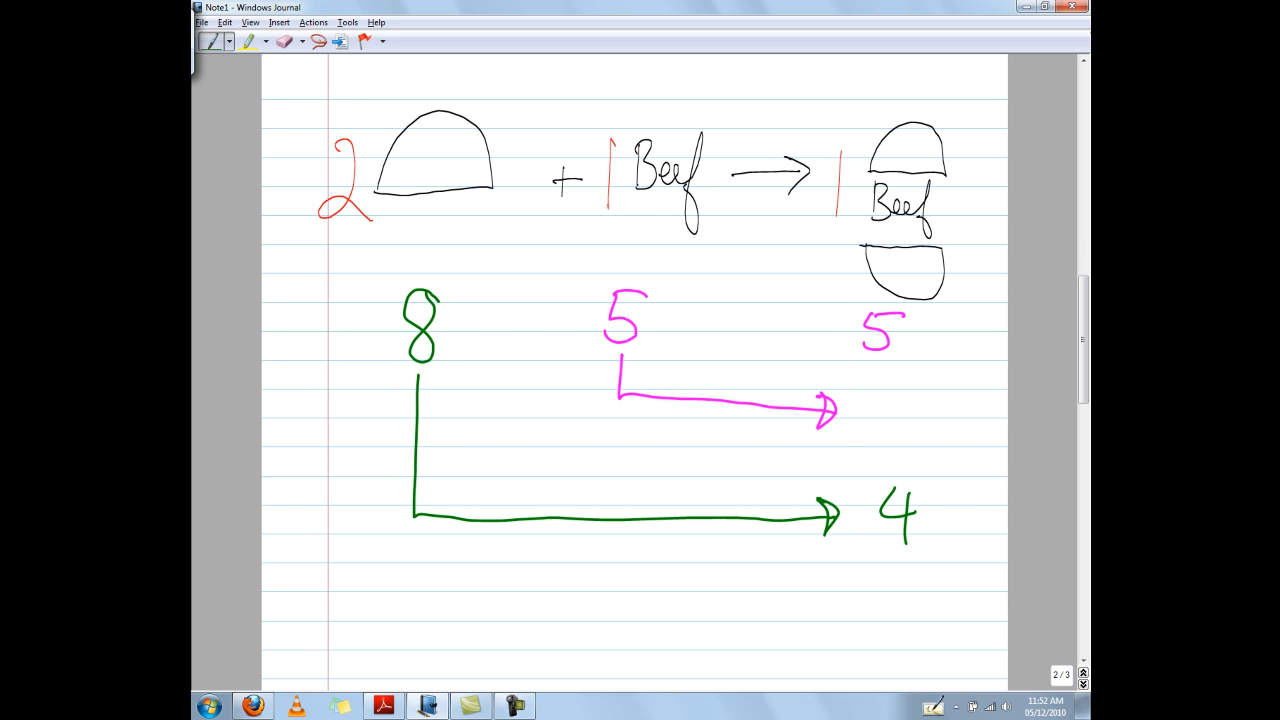 Note1 - Windows Journal
File Edit View Insert Actions Tools Help
2 + 1 Beef → 1 Beef
8 5 5
4
2 / 3
11:52 AM
05/12/2010